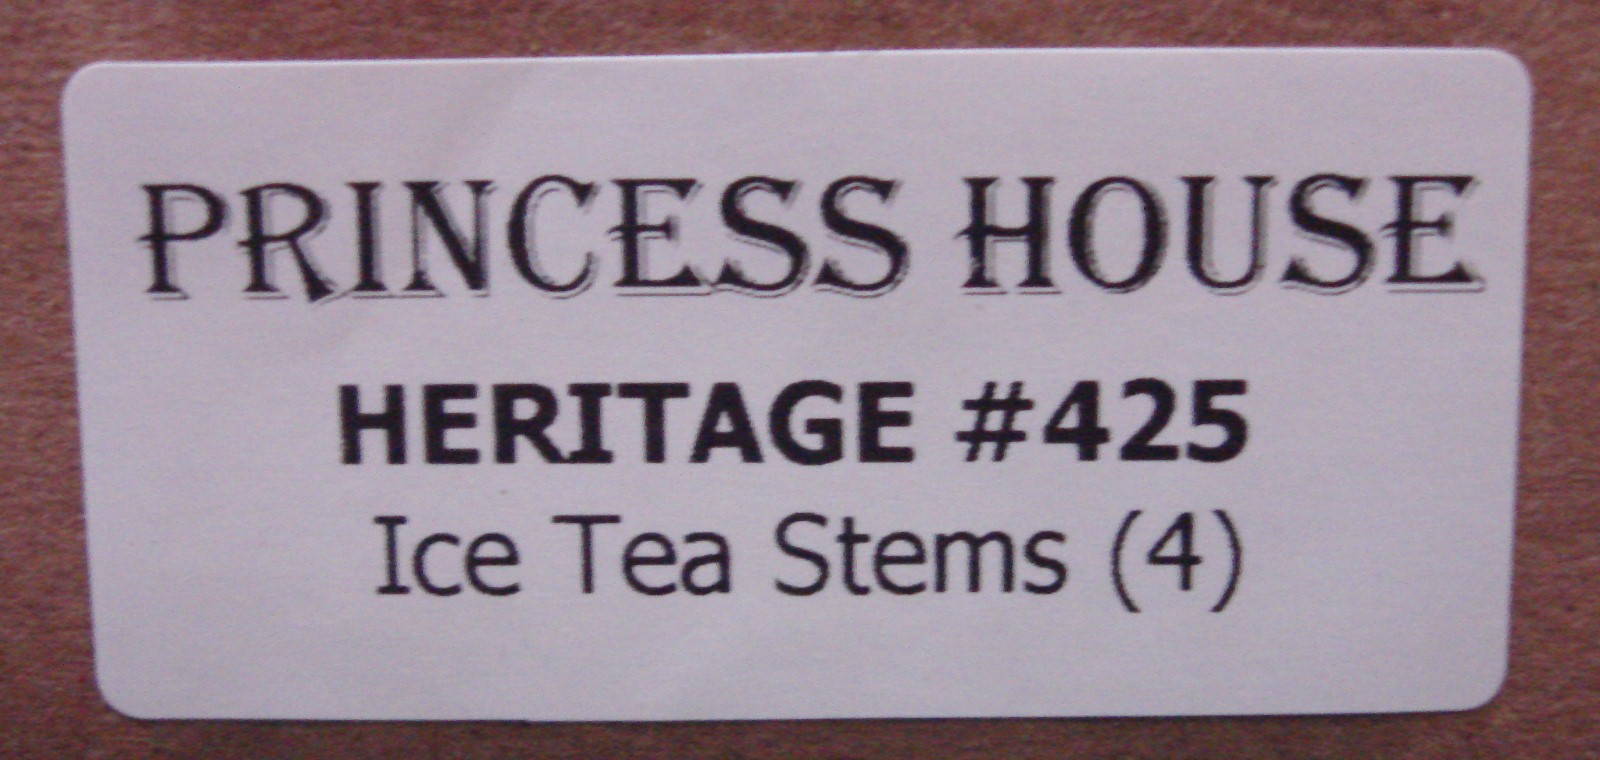 PRINCESS HOUSE
HERITAGE #425
Ice Tea Stems (4)